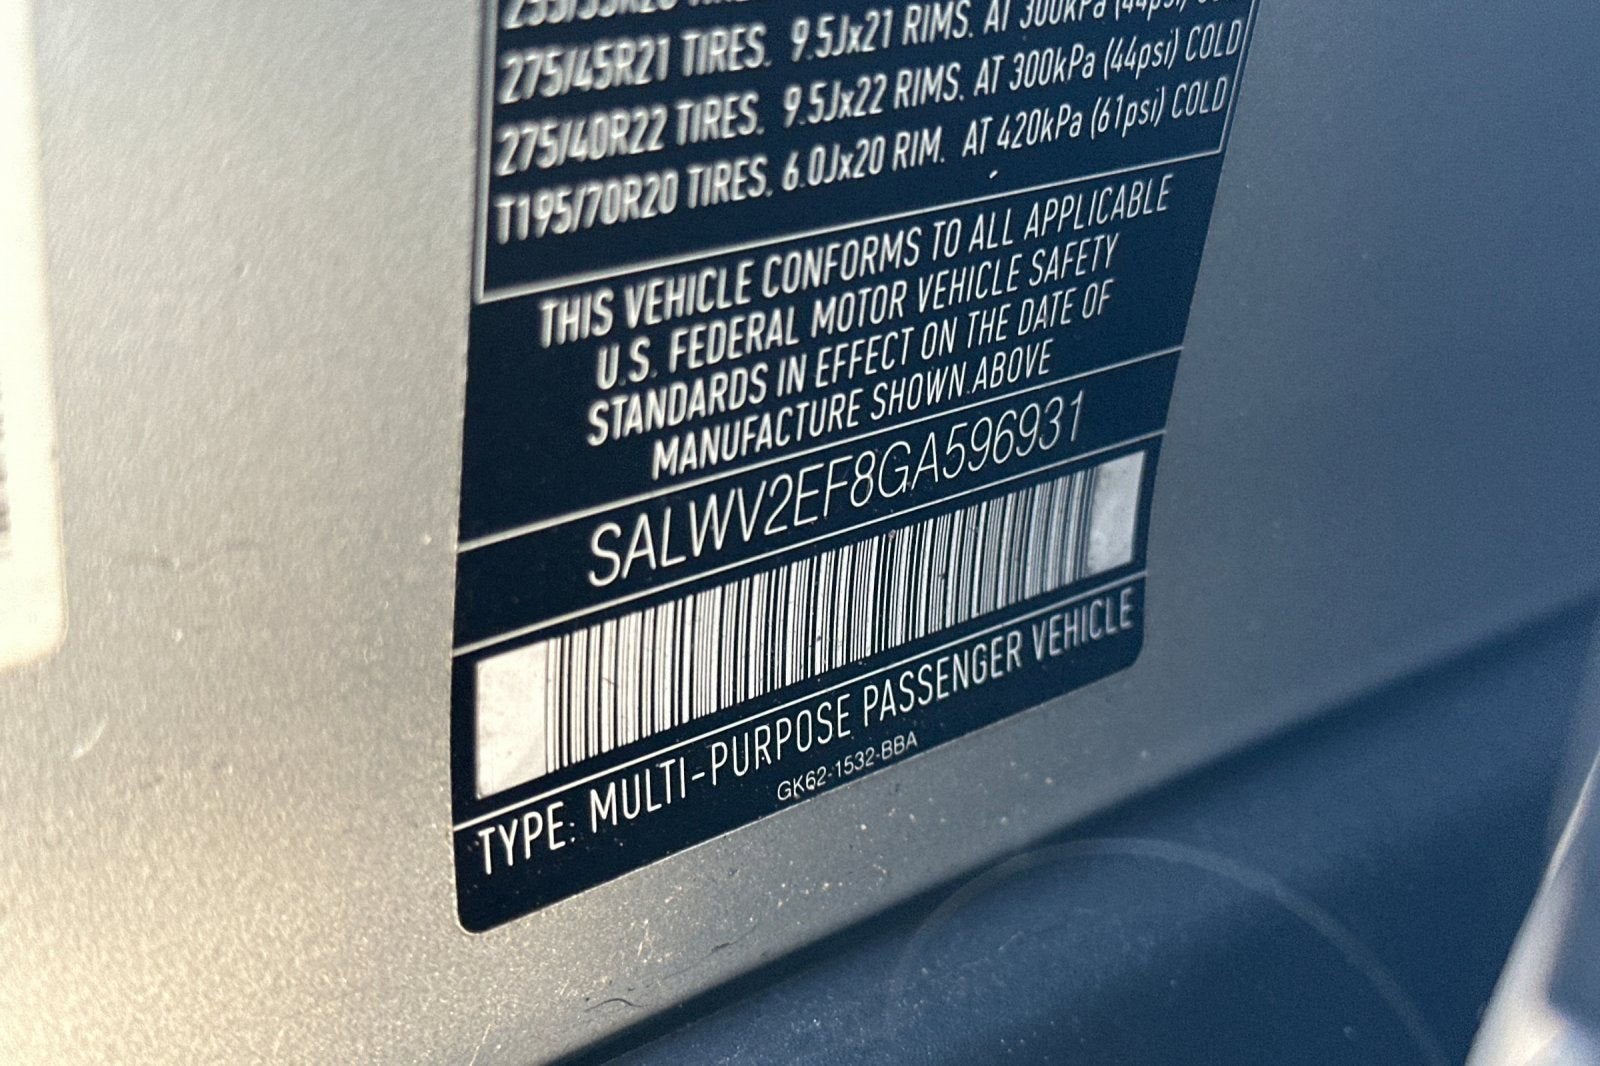 275/45R21 TIRES. 9.5Jx21 RIMS. AT 300kPa (44psi)
275/40R22 TIRES. 9.5Jx22 RIMS. AT 300kPa (44psi) COLD
T195/70R20 TIRES. 6.0Jx20 RIM. AT 420kPa (61psi) COLD
THIS VEHICLE CONFORMS TO ALL APPLICABLE
U.S. FEDERAL MOTOR VEHICLE SAFETY
STANDARDS IN EFFECT ON THE DATE OF
MANUFACTURE SHOWN ABOVE
SALWV2EF8GA596931
TYPE: MULTI-PURPOSE PASSENGER VEHICLE
GK62-1532-BBA